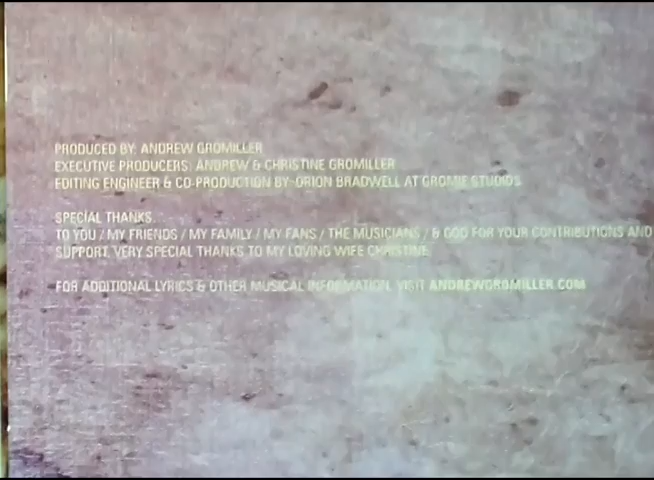 PRODUCED BY: ANDREW GROMILLER
EXECUTIVE PRODUCERS: ANDREW & CHRISTINE GROMILLER
EDITING ENGINEER & CO-PRODUCTION BY: ORION BRADWELL AT GROMIE STUDIOS
SPECIAL THANKS:
TO YOU / MY FRIENDS / MY FAMILY / MY FANS / THE MUSICIANS / & GOD FOR YOUR CONTRIBUTIONS AND
SUPPORT. VERY SPECIAL THANKS TO MY LOVING WIFE CHRISTINE.
FOR ADDITIONAL LYRICS & OTHER MUSICAL INFORMATION, VISIT ANDREWGROMILLER.COM